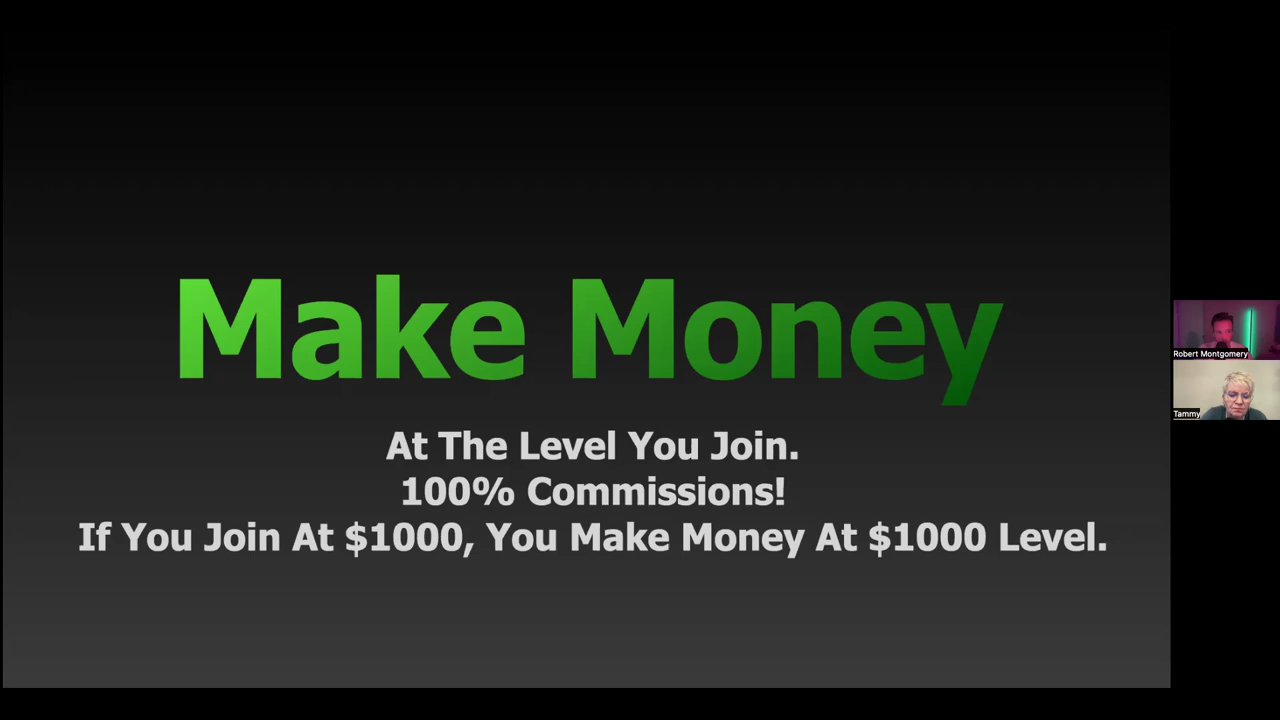 Make Money
At The Level You Join.
100% Commissions!
If You Join At $1000, You Make Money At $1000 Level.
Robert Montgomery
Tammy